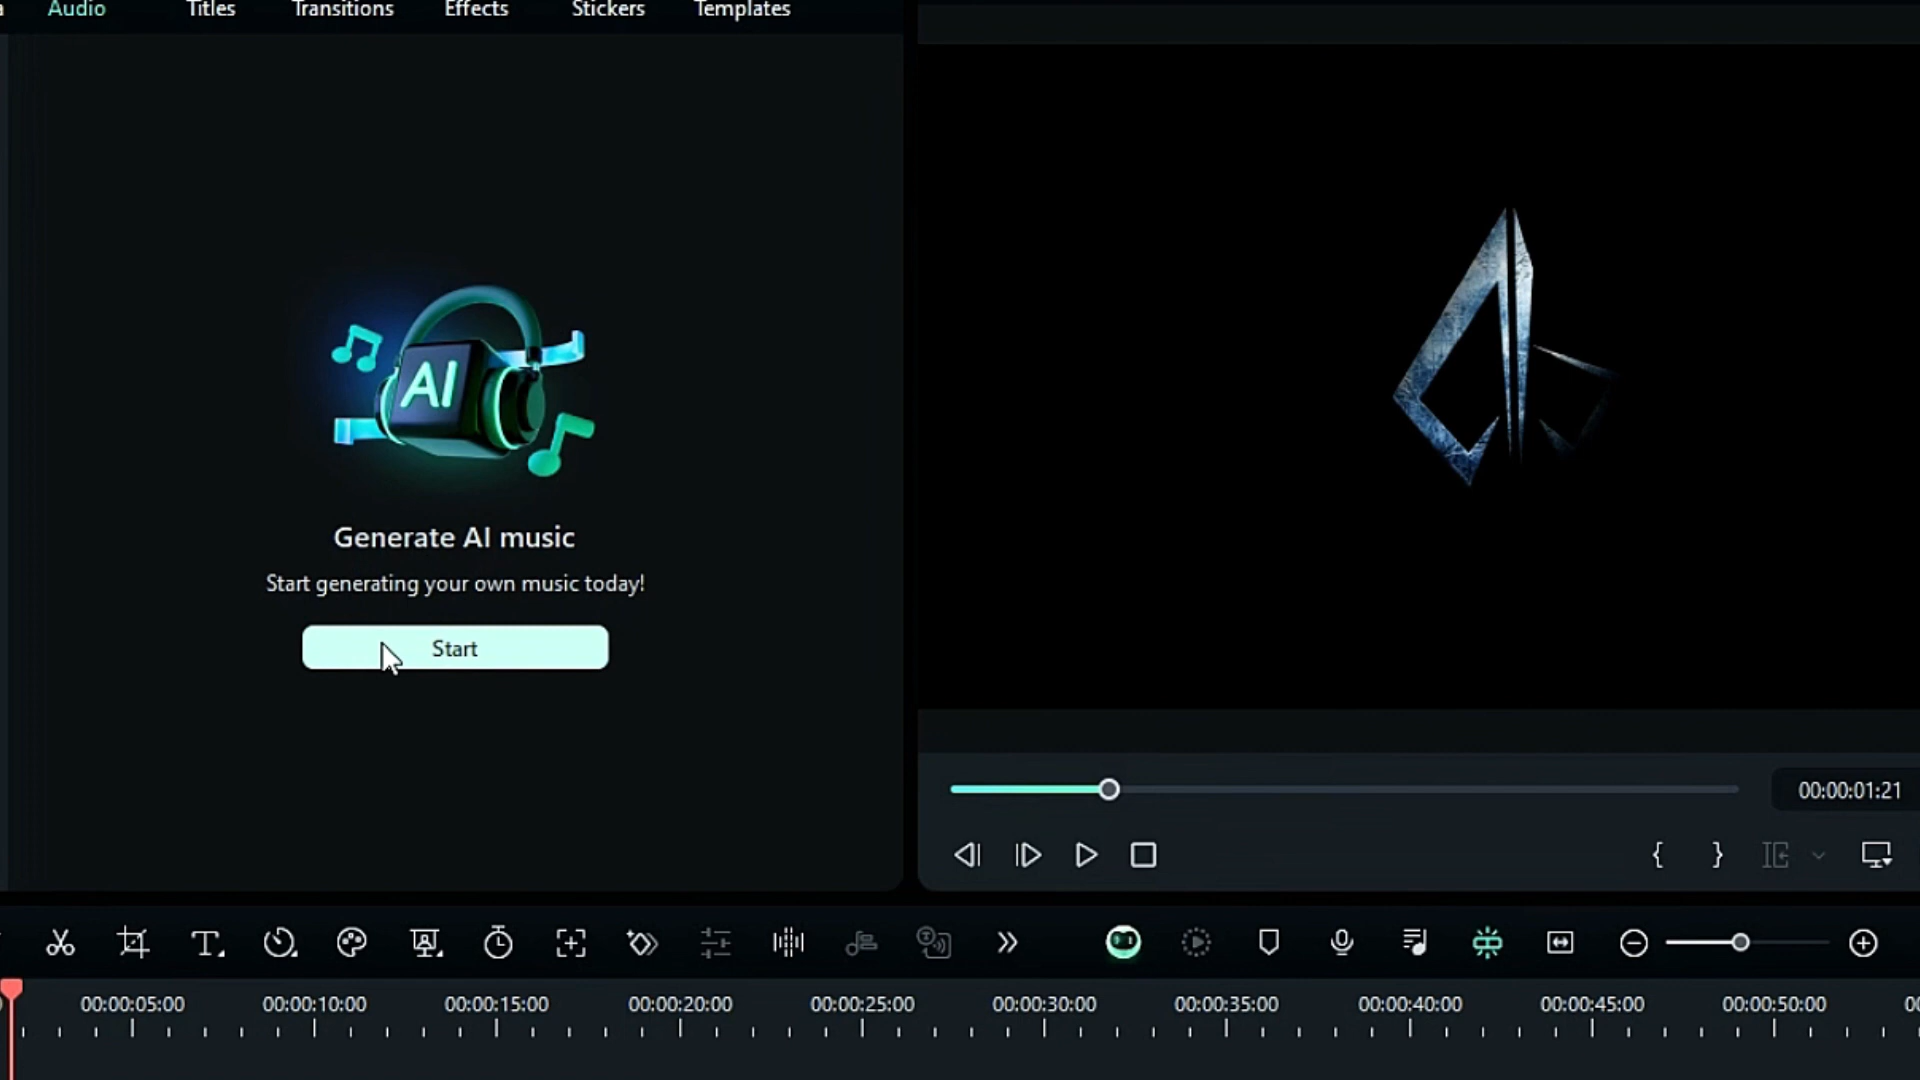 Audio Titles Transitions Effects Stickers Templates
AI
Generate AI music
Start generating your own music today!
Start
00:00:01:21
00:00:05:00 00:00:10:00 00:00:15:00 00:00:20:00 00:00:25:00 00:00:30:00 00:00:35:00 00:00:40:00 00:00:45:00 00:00:50:00